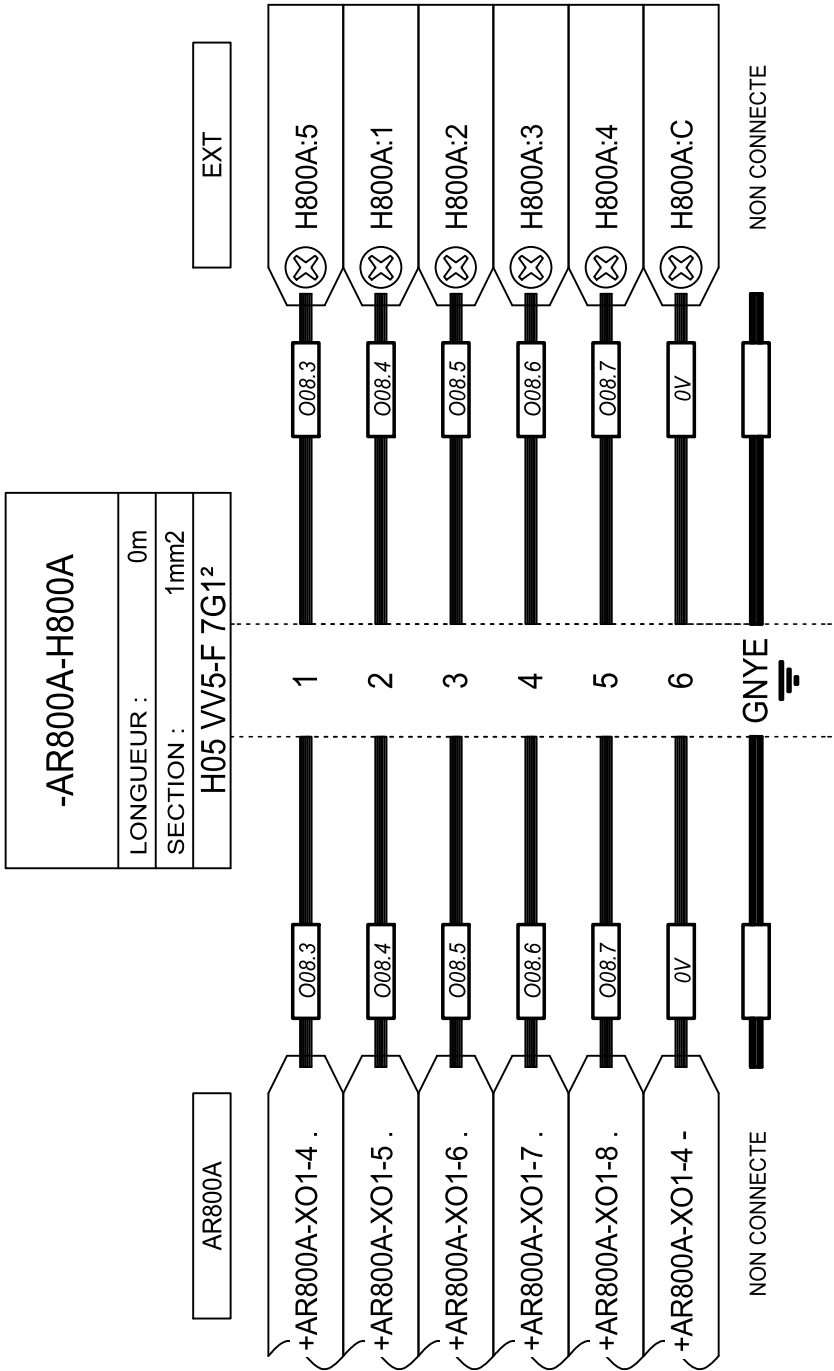 -AR800A-H800A
LONGUEUR : 0m
SECTION : 1mm2
H05 VV5-F 7G1²
AR800A
EXT
+AR800A-XO1-4 . O08.3 1 O08.3 H800A:5
+AR800A-XO1-5 . O08.4 2 O08.4 H800A:1
+AR800A-XO1-6 . O08.5 3 O08.5 H800A:2
+AR800A-XO1-7 . O08.6 4 O08.6 H800A:3
+AR800A-XO1-8 . O08.7 5 O08.7 H800A:4
+AR800A-XO1-4 - 0V 6 0V H800A:C
NON CONNECTE GNYE NON CONNECTE